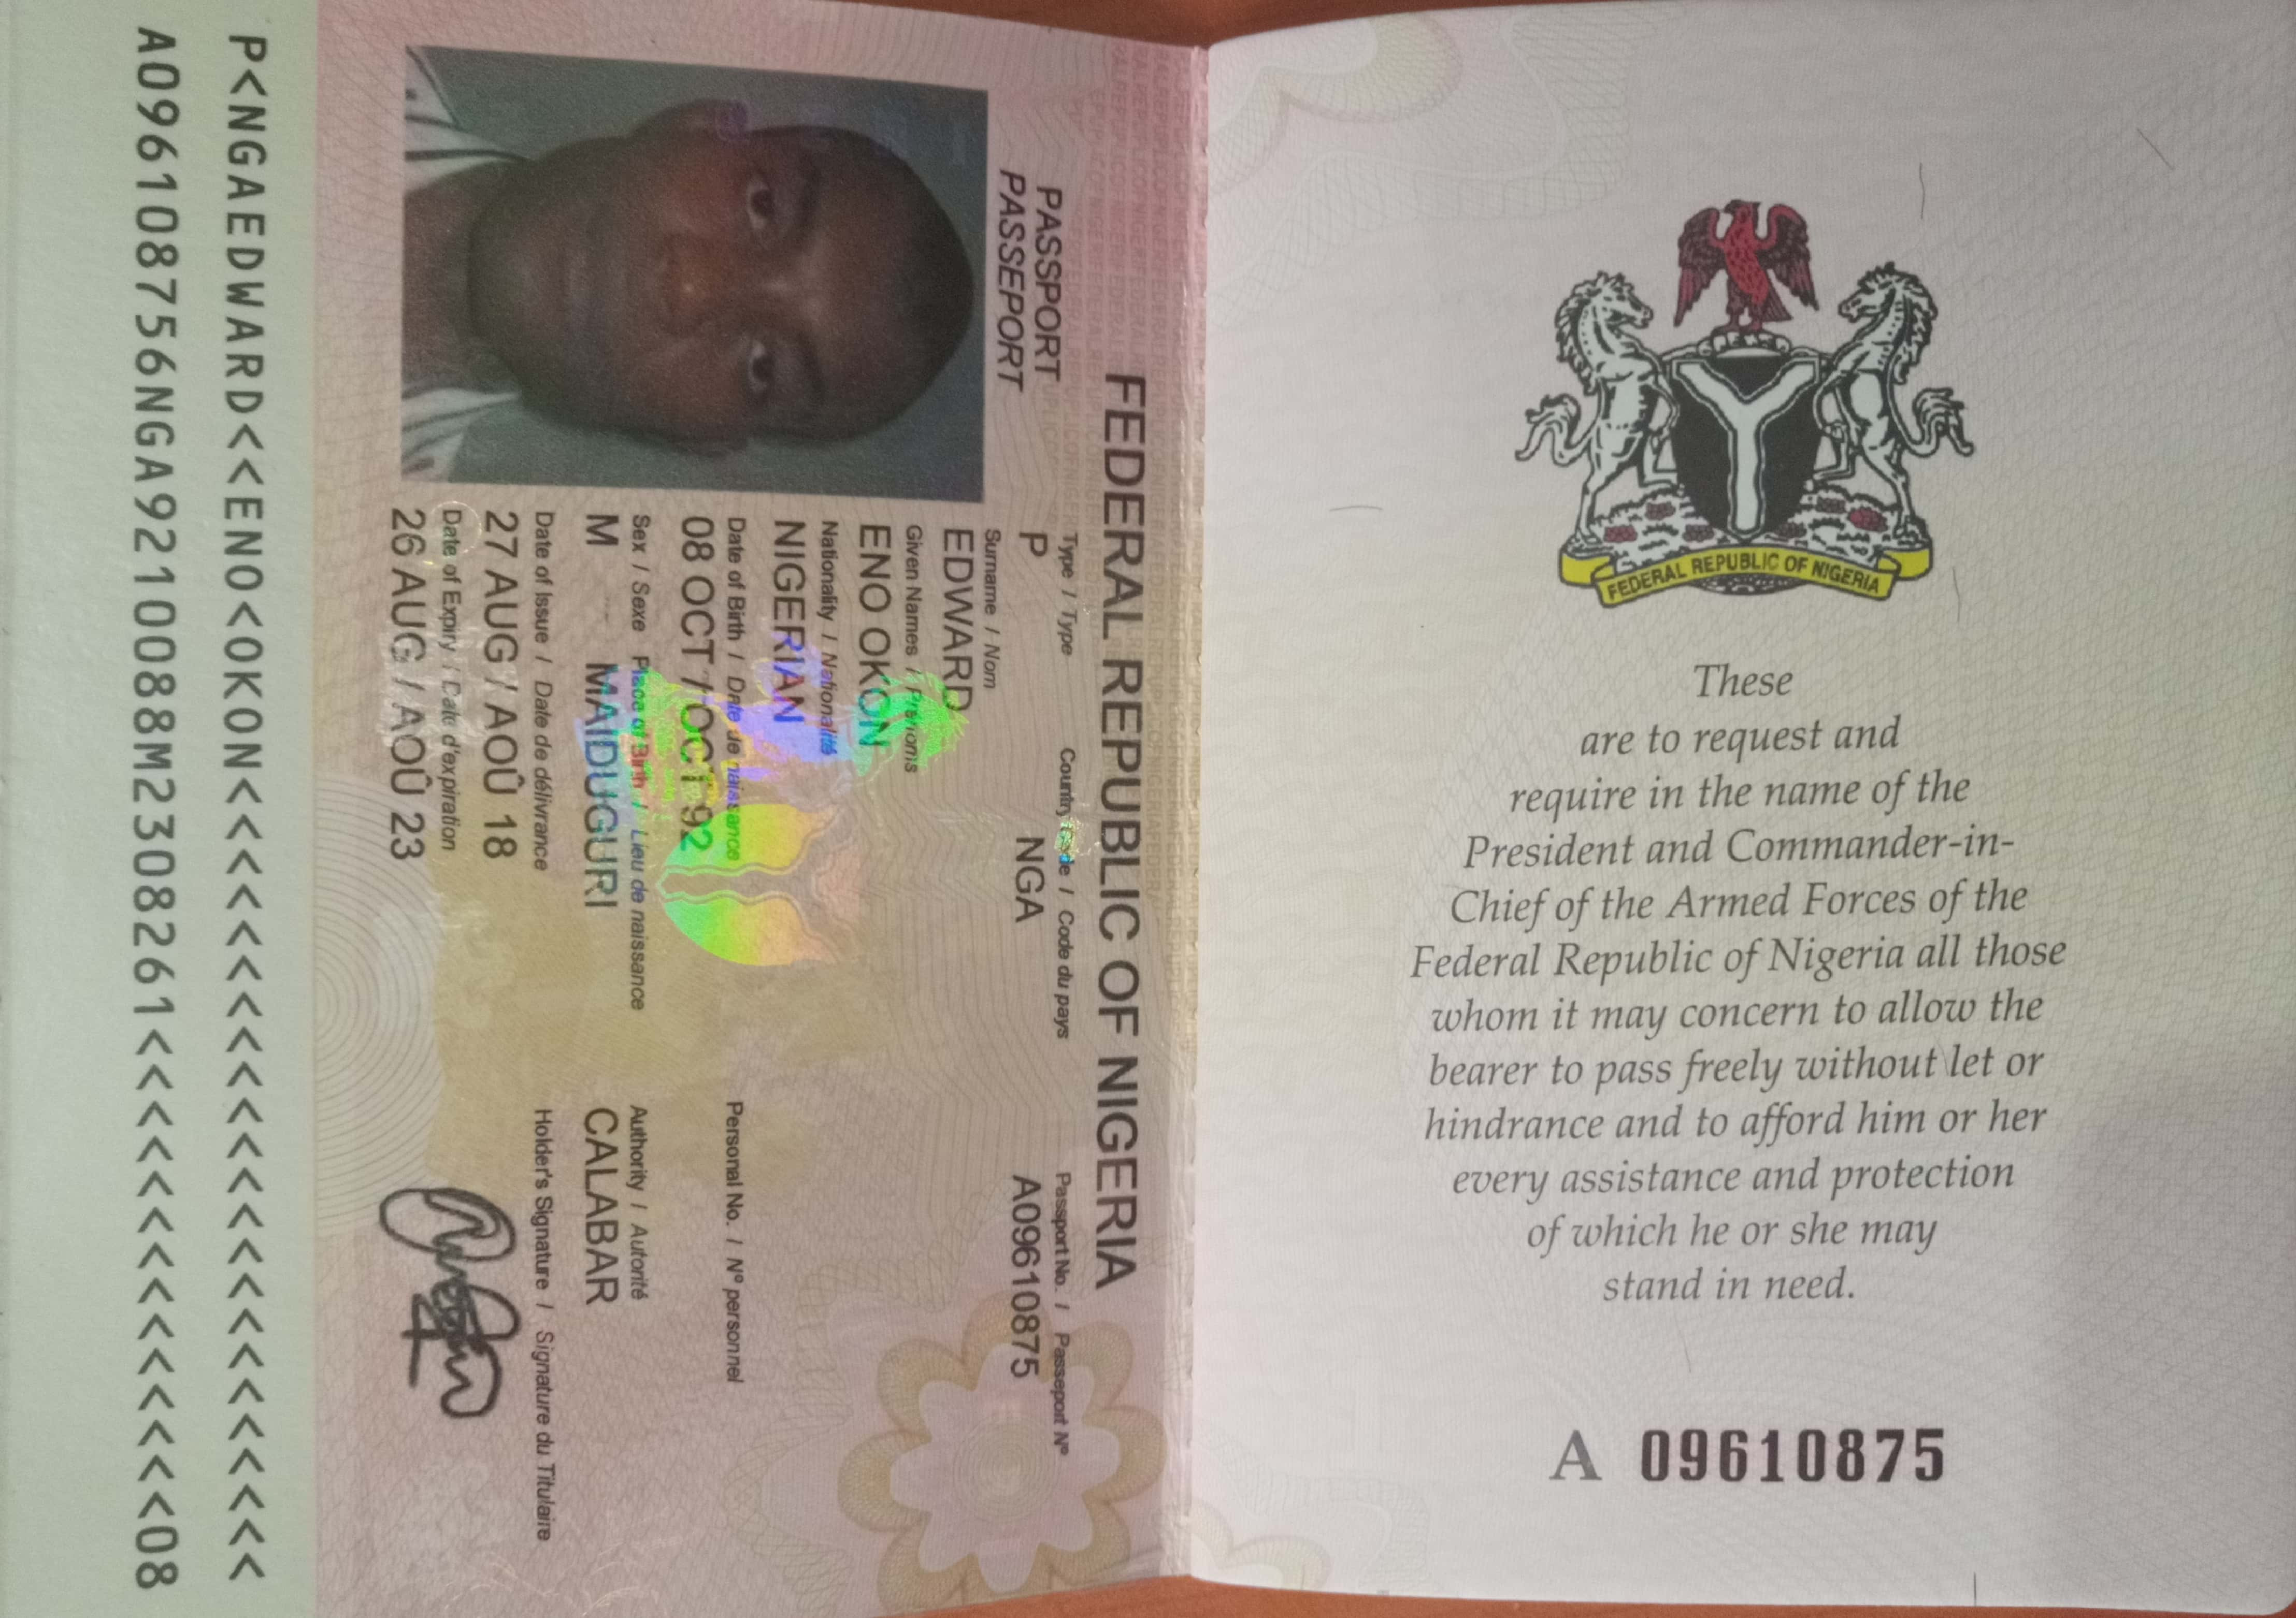 FEDERAL REPUBLIC OF NIGERIA
PASSPORT
PASSEPORT
Type / Type
Country code / Code du pays
Passport No. / Passeport Nº
P
NGA
A09610875
Surname / Nom
EDWARD
Given Names / Prénoms
ENO OKON
Nationality / Nationalité
NIGERIAN
Date of Birth / Date de naissance
Personal No. / Nº personnel
08 OCT / OCT 92
Sex / Sexe
Place of Birth / Lieu de naissance
Authority / Autorité
M
MAIDUGURI
CALABAR
Date of Issue / Date de délivrance
Holder's Signature / Signature du Titulaire
27 AUG / AOÛ 18
Date of Expiry / Date d'expiration
26 AUG / AOÛ 23
P<NGAEDWARD<<ENO<OKON<<<<<<<<<<<<<<<<<<<<<<<
A096108756NGA9210088M2308261<<<<<<<<<<<<<<08
FEDERAL REPUBLIC OF NIGERIA
These
are to request and
require in the name of the
President and Commander-in-
Chief of the Armed Forces of the
Federal Republic of Nigeria all those
whom it may concern to allow the
bearer to pass freely without let or
hindrance and to afford him or her
every assistance and protection
of which he or she may
stand in need.
A 09610875